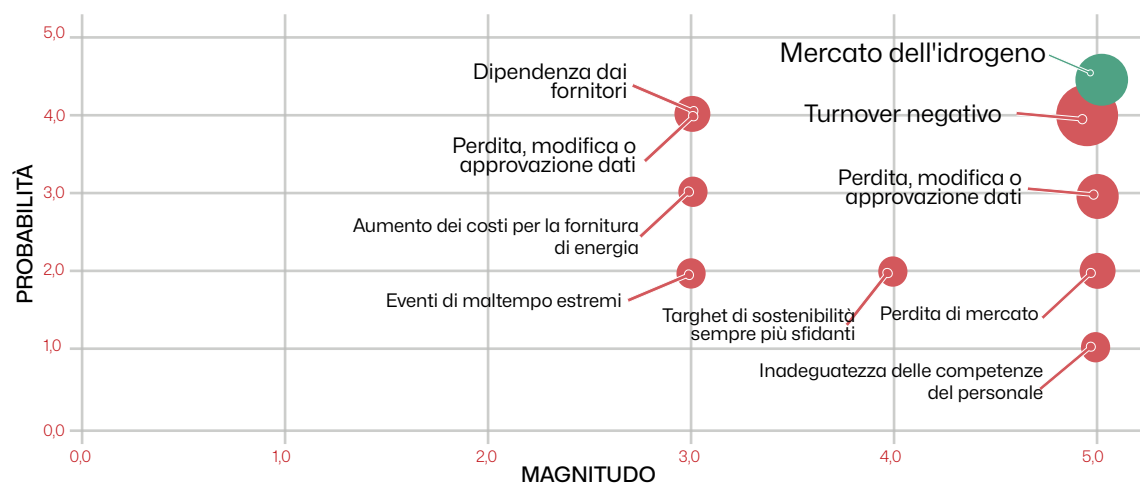 5,0
Mercato dell'idrogeno
Dipendenza dai
fornitori
4,0
Turnover negativo
Perdita, modifica o
approvazione dati
Perdita, modifica o
approvazione dati
PROBABILITÀ
3,0
Aumento dei costi per la fornitura
di energia
2,0
Eventi di maltempo estremi
Targhet di sostenibilità
sempre più sfidanti
Perdita di mercato
1,0
Inadeguatezza delle competenze
del personale
0,0
0,0
1,0
2,0
3,0
4,0
5,0
MAGNITUDO